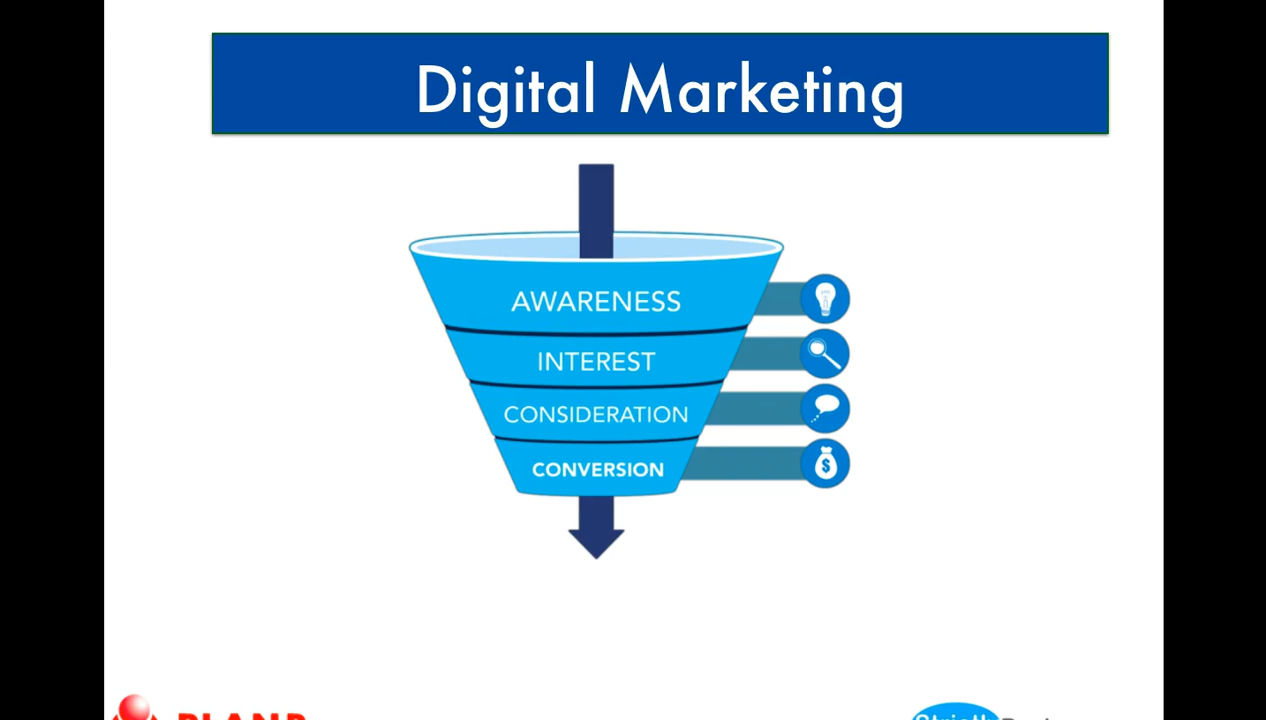 Digital Marketing
AWARENESS
INTEREST
CONSIDERATION
CONVERSION
$